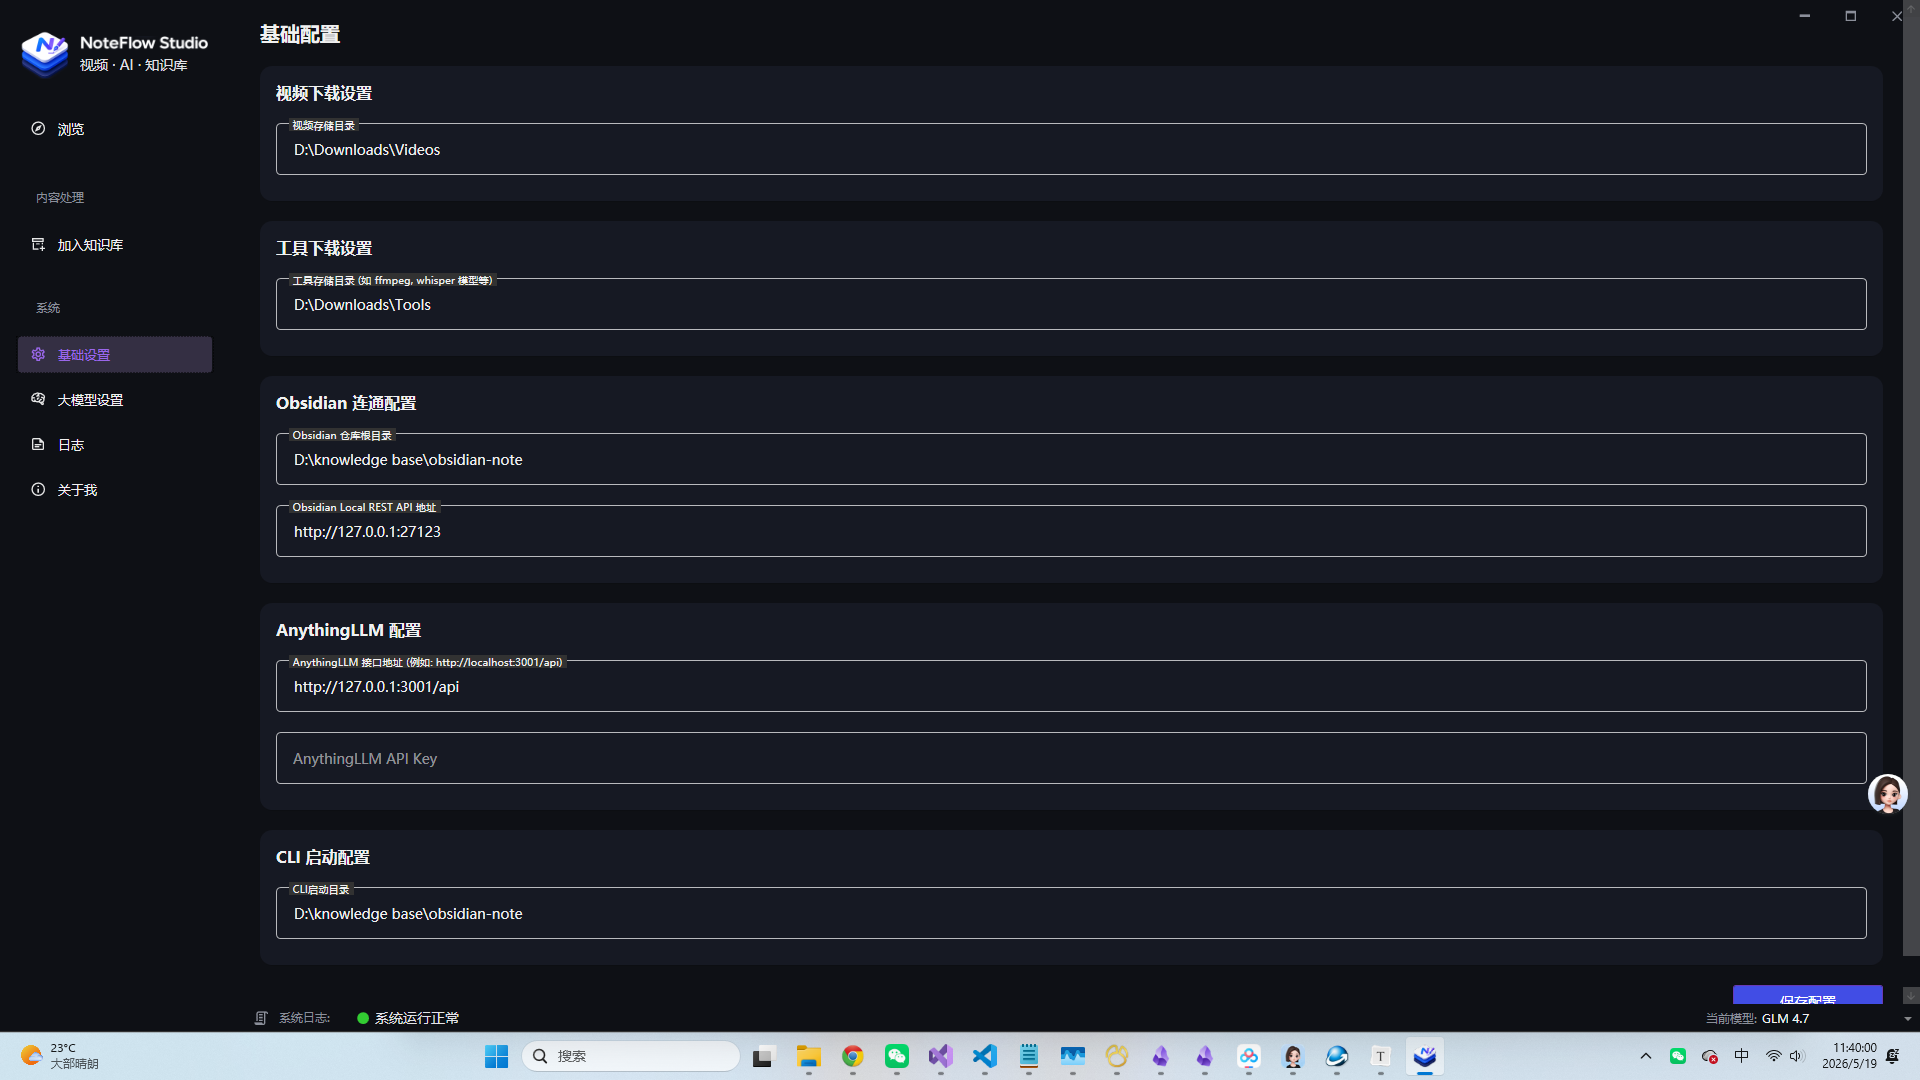 NoteFlow Studio
视频 · AI · 知识库
浏览
内容处理
加入知识库
系统
基础设置
大模型设置
日志
关于我
基础配置
视频下载设置
视频存储目录
D:\Downloads\Videos
工具下载设置
工具存储目录 (如 ffmpeg, whisper 模型等)
D:\Downloads\Tools
Obsidian 连通配置
Obsidian 仓库根目录
D:\knowledge base\obsidian-note
Obsidian Local REST API 地址
http://127.0.0.1:27123
AnythingLLM 配置
AnythingLLM 接口地址 (例如: http://localhost:3001/api)
http://127.0.0.1:3001/api
AnythingLLM API Key
CLI 启动配置
CLI启动目录
D:\knowledge base\obsidian-note
保存配置
系统日志: 系统运行正常
当前模型: GLM 4.7
23°C
大部晴朗
搜索
中
11:40:00
2026/5/19